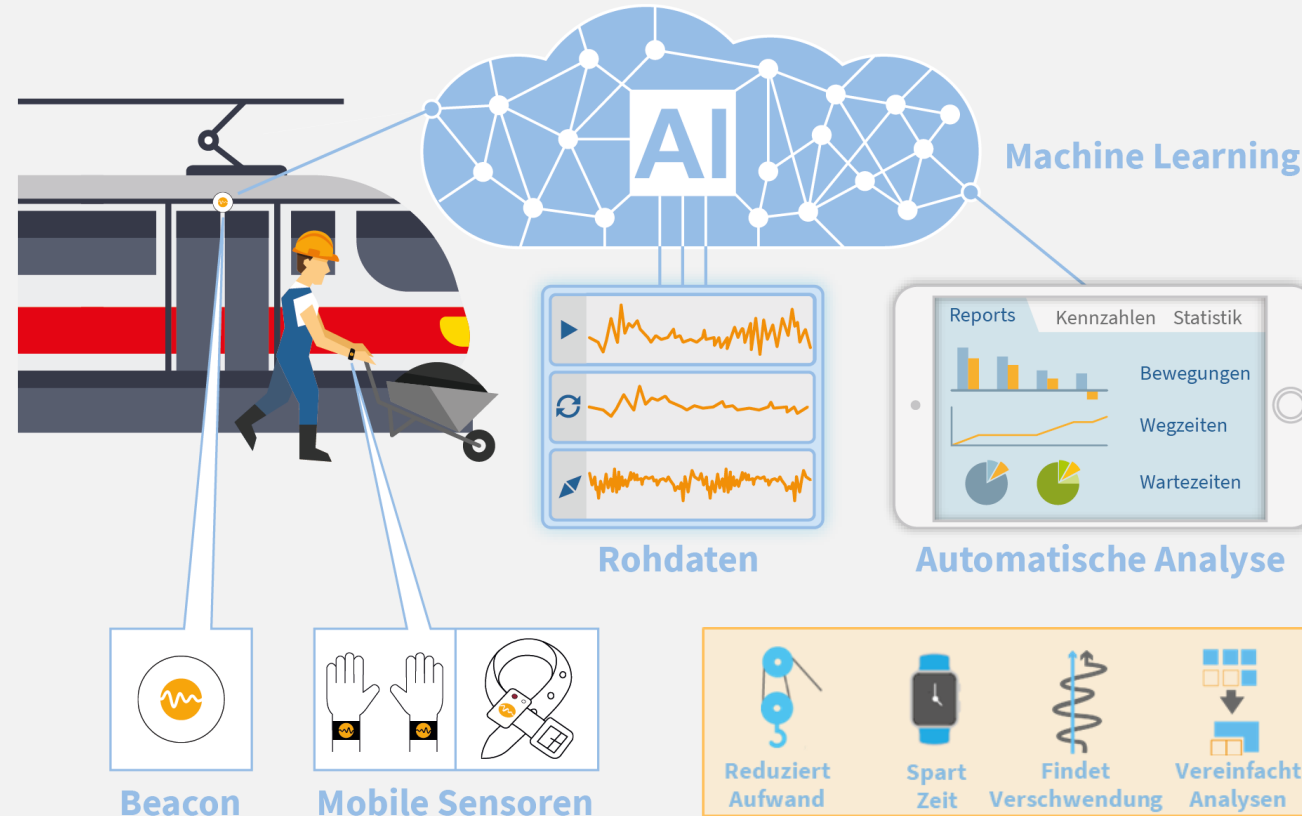 AI
Machine Learning
Reports Kennzahlen Statistik
Bewegungen
Wegzeiten
Wartezeiten
Rohdaten
Automatische Analyse
Beacon
Mobile Sensoren
Reduziert
Aufwand
Spart
Zeit
Findet
Verschwendung
Vereinfacht
Analysen